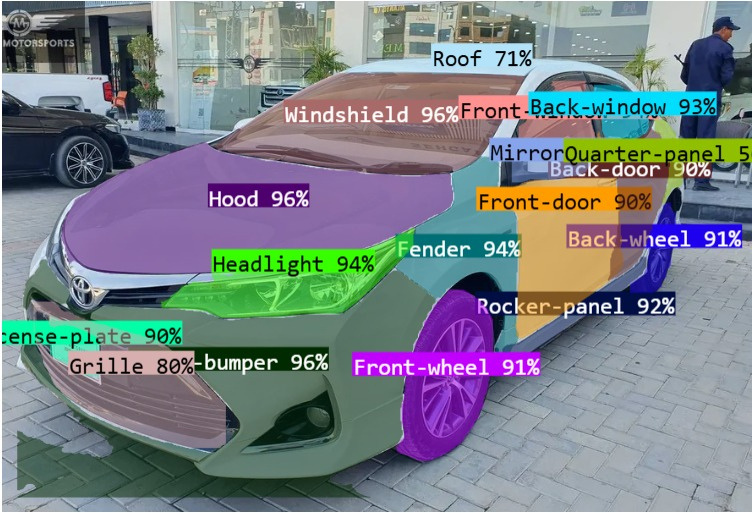 M
MOTORSPORTS
Roof 71%
Windshield 96%
Front-
Back-window 93%
Mirror
Quarter-panel 5
Back-door 90%
Hood 96%
Front-door 90%
Fender 94%
Back-wheel 91%
Headlight 94%
Rocker-panel 92%
cense-plate 90%
Grille 80%
-bumper 96%
Front-wheel 91%